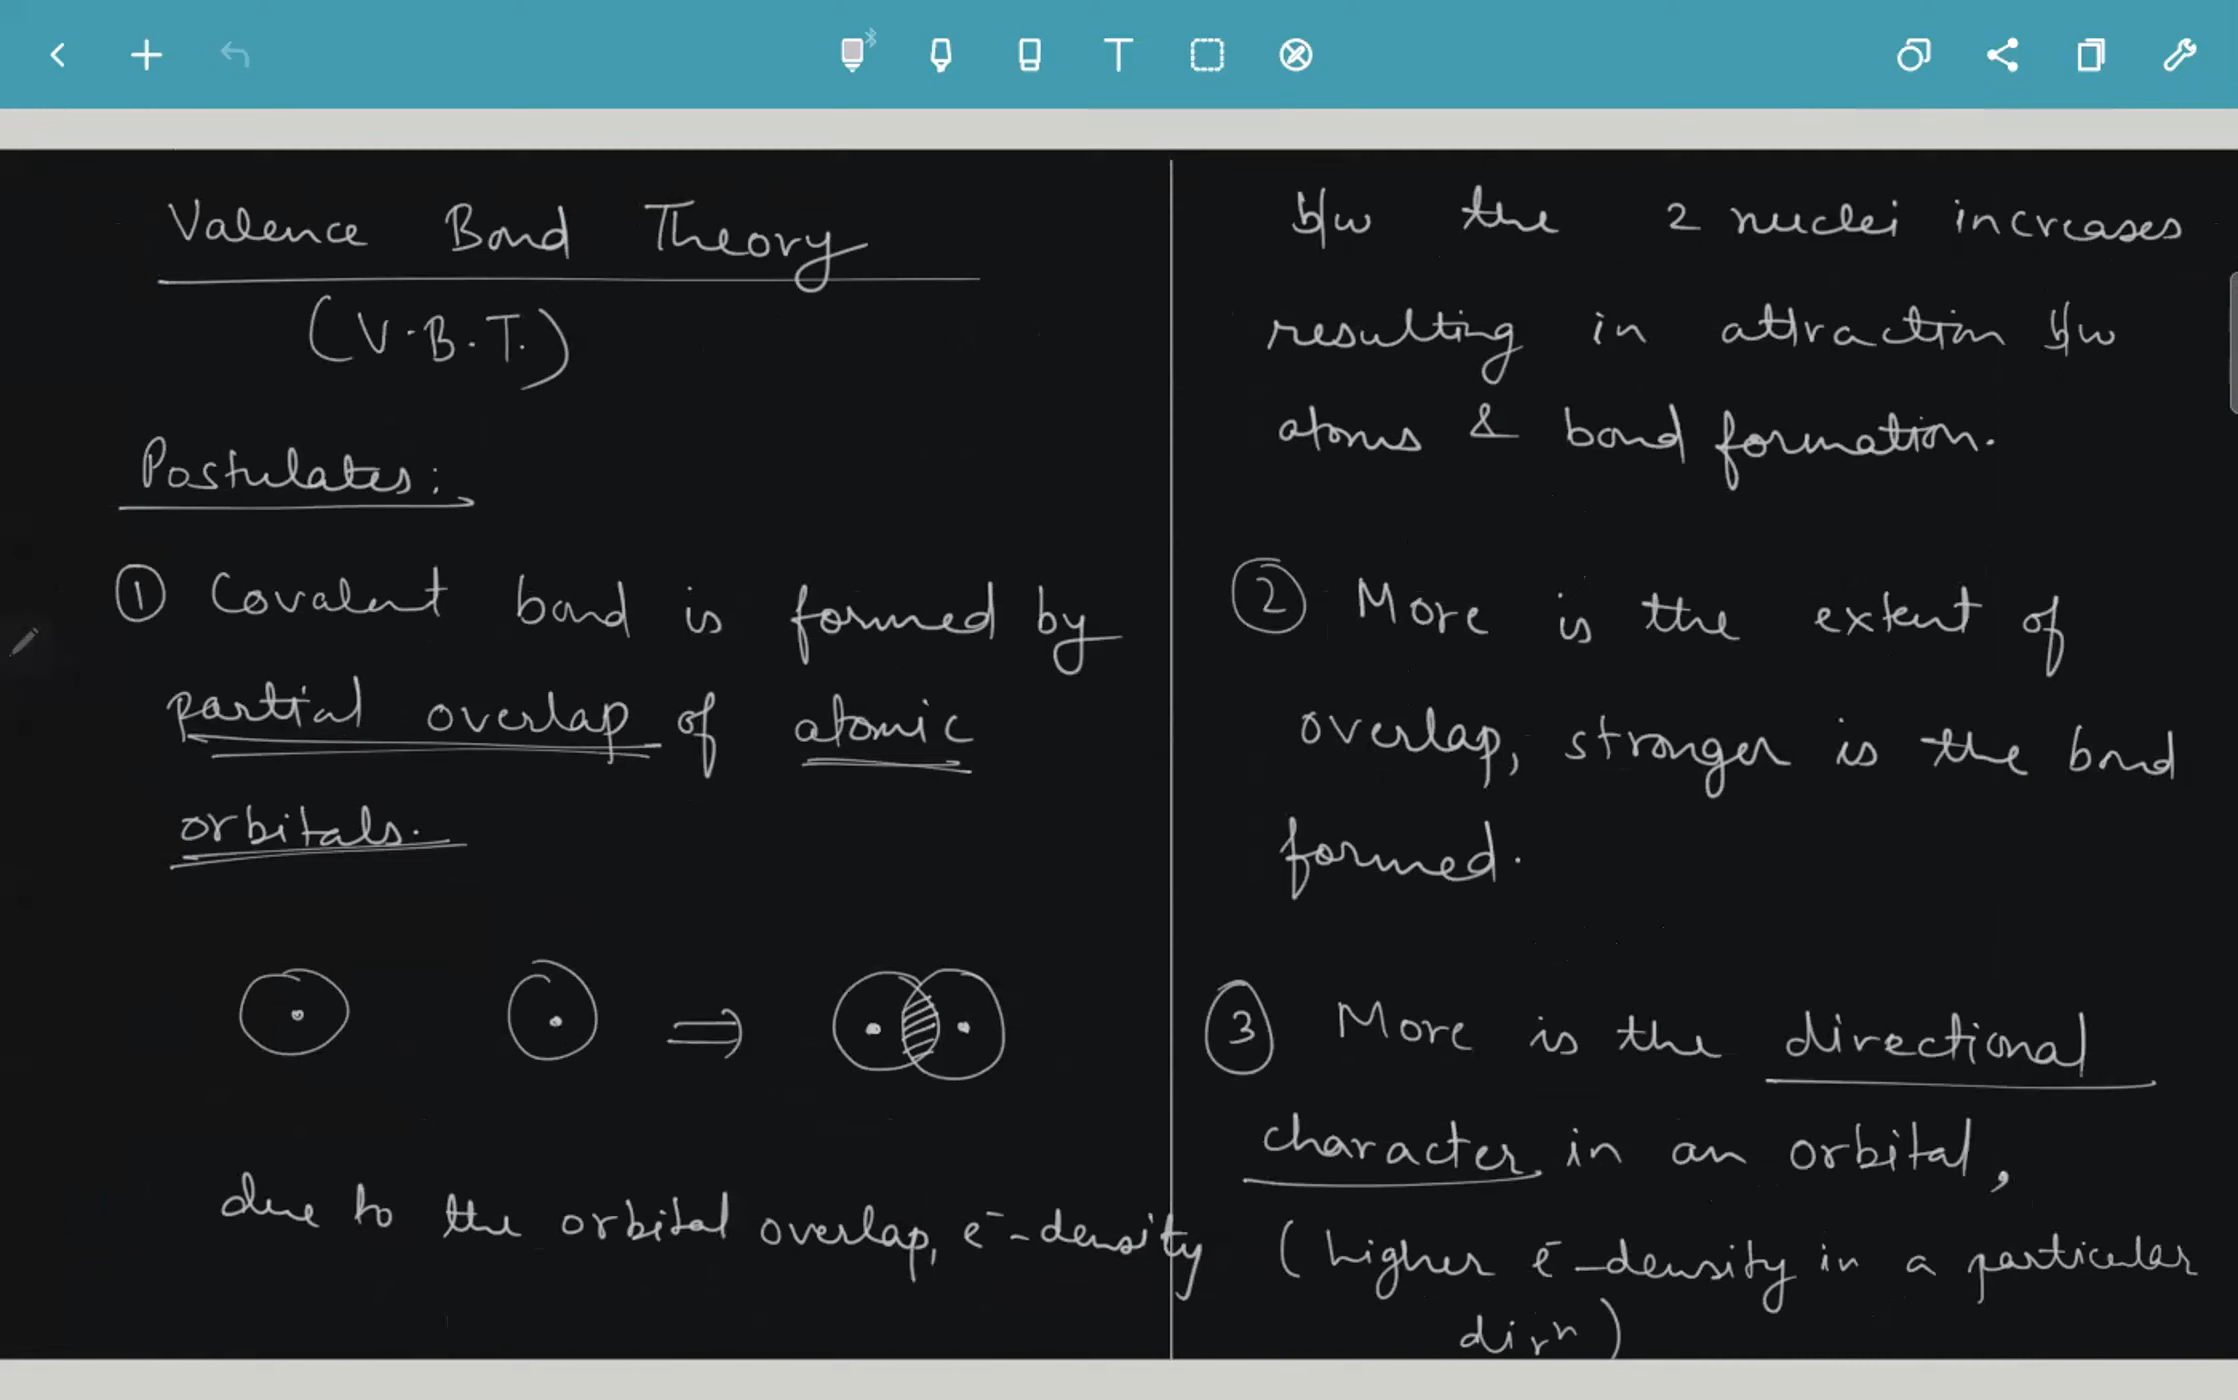 Valence Bond Theory
(V.B.T.)
Postulates:
① Covalent bond is formed by
partial overlap of atomic
orbitals.
due to the orbital overlap, e⁻-density
b/w the 2 nuclei increases
resulting in attraction b/w
atoms & bond formation.
② More is the extent of
overlap, stronger is the bond
formed.
③ More is the directional
character in an orbital,
(higher e⁻-density in a particular
dirⁿ)